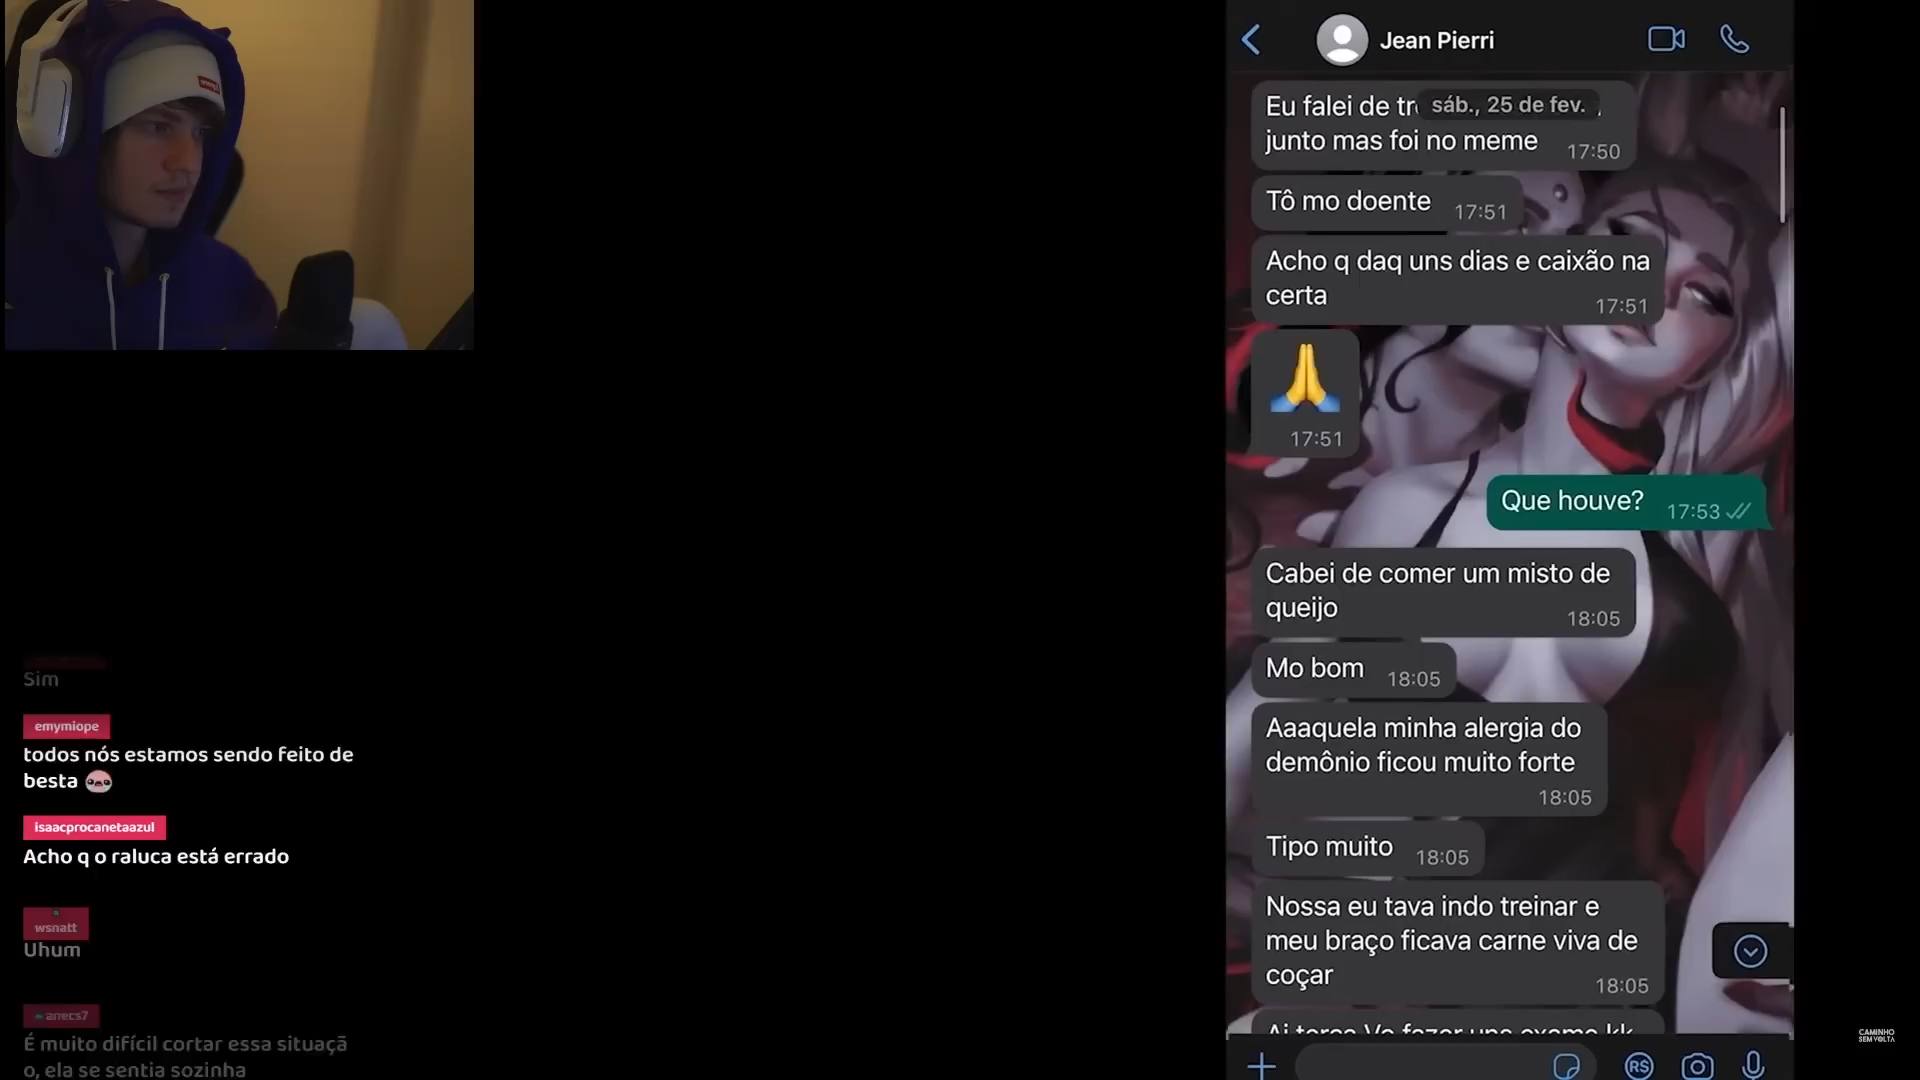 Jean Pierri
Eu falei de tr
sáb., 25 de fev.
junto mas foi no meme
17:50
Tô mo doente
17:51
Acho q daq uns dias e caixão na
certa
17:51
🙏
17:51
Que houve?
17:53
Cabei de comer um misto de
queijo
18:05
Mo bom
18:05
Aaaquela minha alergia do
demônio ficou muito forte
18:05
Tipo muito
18:05
Nossa eu tava indo treinar e
meu braço ficava carne viva de
coçar
18:05
R$
Sim
emymiope
todos nós estamos sendo feito de
besta
isaacprocanetaazul
Acho q o raluca está errado
wsnatt
Uhum
anecs7
É muito difícil cortar essa situaçã
o, ela se sentia sozinha
CAMINHO
SEM VOLTA